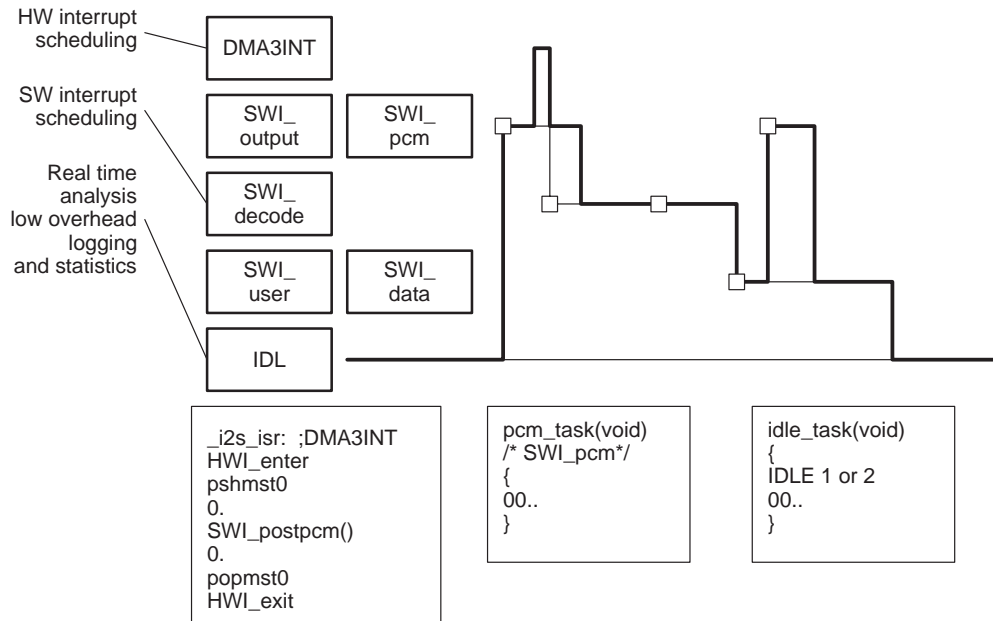 HW interrupt
scheduling
DMA3INT
SW interrupt
scheduling
SWI_
output
SWI_
pcm
Real time
analysis
low overhead
logging
and statistics
SWI_
decode
SWI_
user
SWI_
data
IDL
_i2s_isr: ;DMA3INT
HWI_enter
pshmst0
0.
SWI_postpcm()
0.
popmst0
HWI_exit
pcm_task(void)
/* SWI_pcm*/
{
00..
}
idle_task(void)
{
IDLE 1 or 2
00..
}